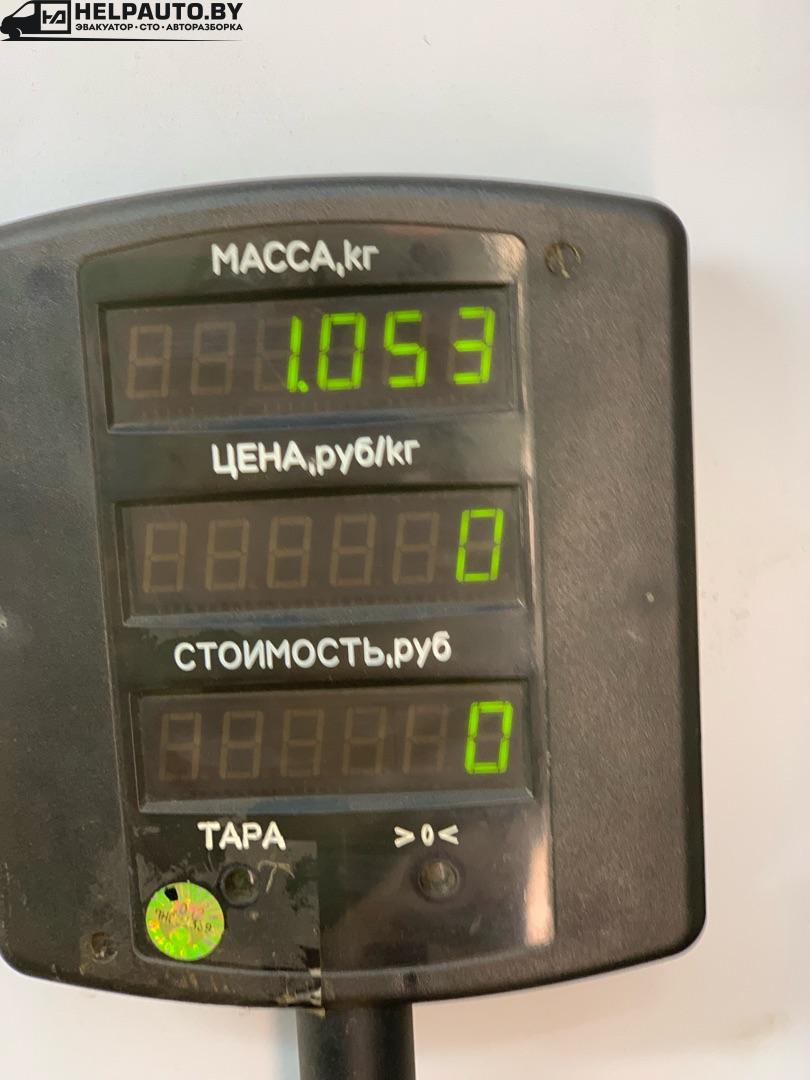 HELPAUTO.BY
ЭВАКУАТОР • СТО • АВТОРАЗБОРКА
МАССА,кг
1.053
ЦЕНА,руб/кг
0
СТОИМОСТЬ,руб
0
ТАРА >0<